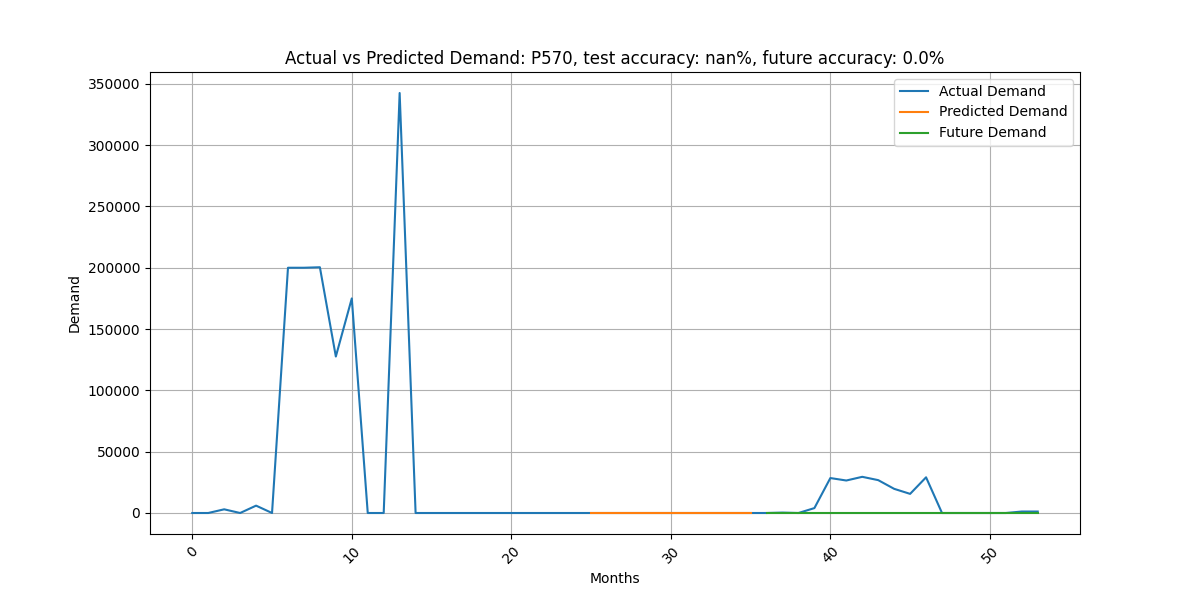 Actual vs Predicted Demand: P570, test accuracy: nan%, future accuracy: 0.0%
350000
300000
250000
200000
150000
100000
50000
0
Demand
Actual Demand
Predicted Demand
Future Demand
0
10
20
30
40
50
Months